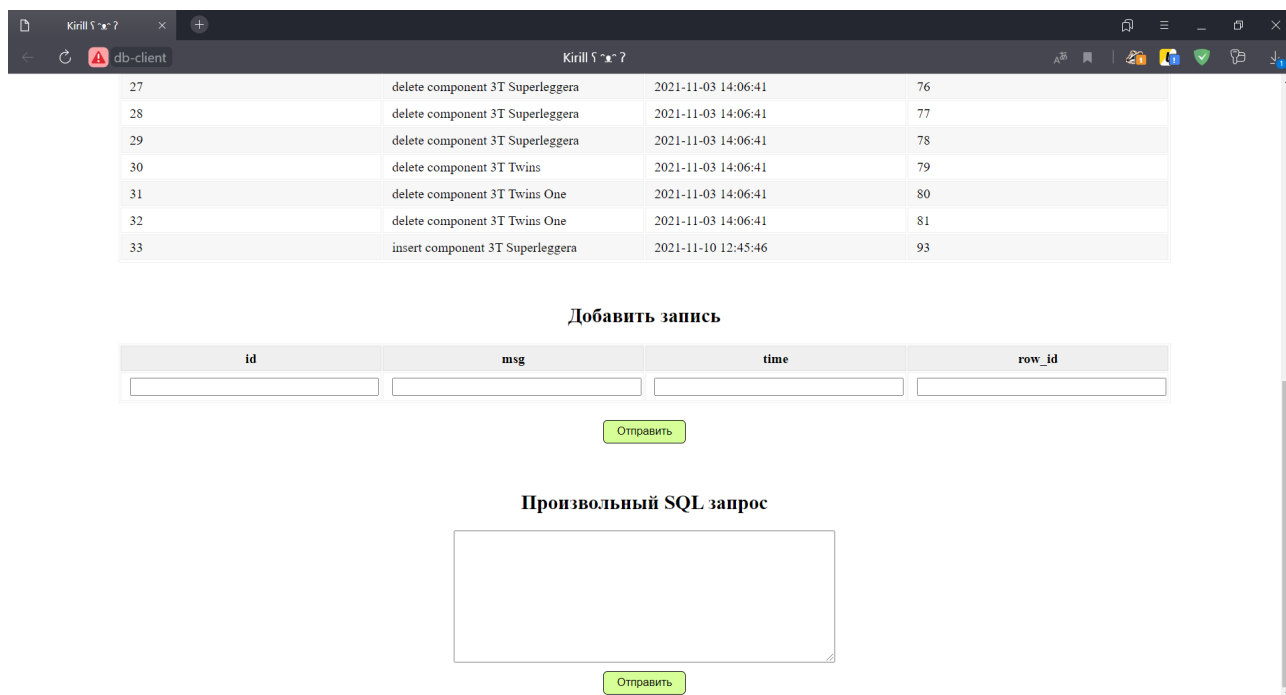 Kirill ʕ ᵔᴥᵔ ʔ
db-client Kirill ʕ ᵔᴥᵔ ʔ
27 delete component 3T Superleggera 2021-11-03 14:06:41 76
28 delete component 3T Superleggera 2021-11-03 14:06:41 77
29 delete component 3T Superleggera 2021-11-03 14:06:41 78
30 delete component 3T Twins 2021-11-03 14:06:41 79
31 delete component 3T Twins One 2021-11-03 14:06:41 80
32 delete component 3T Twins One 2021-11-03 14:06:41 81
33 insert component 3T Superleggera 2021-11-10 12:45:46 93
Добавить запись
id msg time row_id
Отправить
Произвольный SQL запрос
Отправить